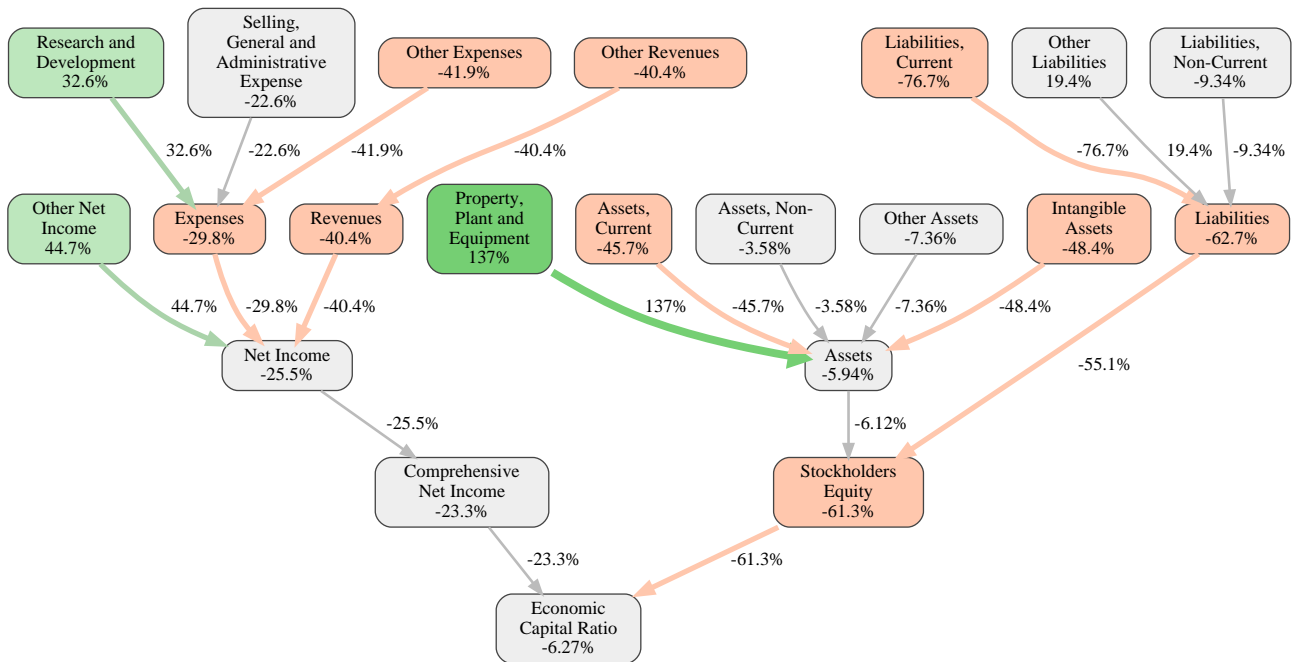 Research and
Development
32.6%
Selling,
General and
Administrative
Expense
-22.6%
Other Expenses
-41.9%
Other Revenues
-40.4%
Liabilities,
Current
-76.7%
Other
Liabilities
19.4%
Liabilities,
Non-Current
-9.34%
32.6%
-22.6%
-41.9%
-40.4%
-76.7%
19.4%
-9.34%
Other Net
Income
44.7%
Expenses
-29.8%
Revenues
-40.4%
Property,
Plant and
Equipment
137%
Assets,
Current
-45.7%
Assets, Non-
Current
-3.58%
Other Assets
-7.36%
Intangible
Assets
-48.4%
Liabilities
-62.7%
44.7%
-29.8%
-40.4%
137%
-45.7%
-3.58%
-7.36%
-48.4%
-55.1%
Net Income
-25.5%
Assets
-5.94%
-25.5%
-6.12%
Comprehensive
Net Income
-23.3%
Stockholders
Equity
-61.3%
-23.3%
-61.3%
Economic
Capital Ratio
-6.27%